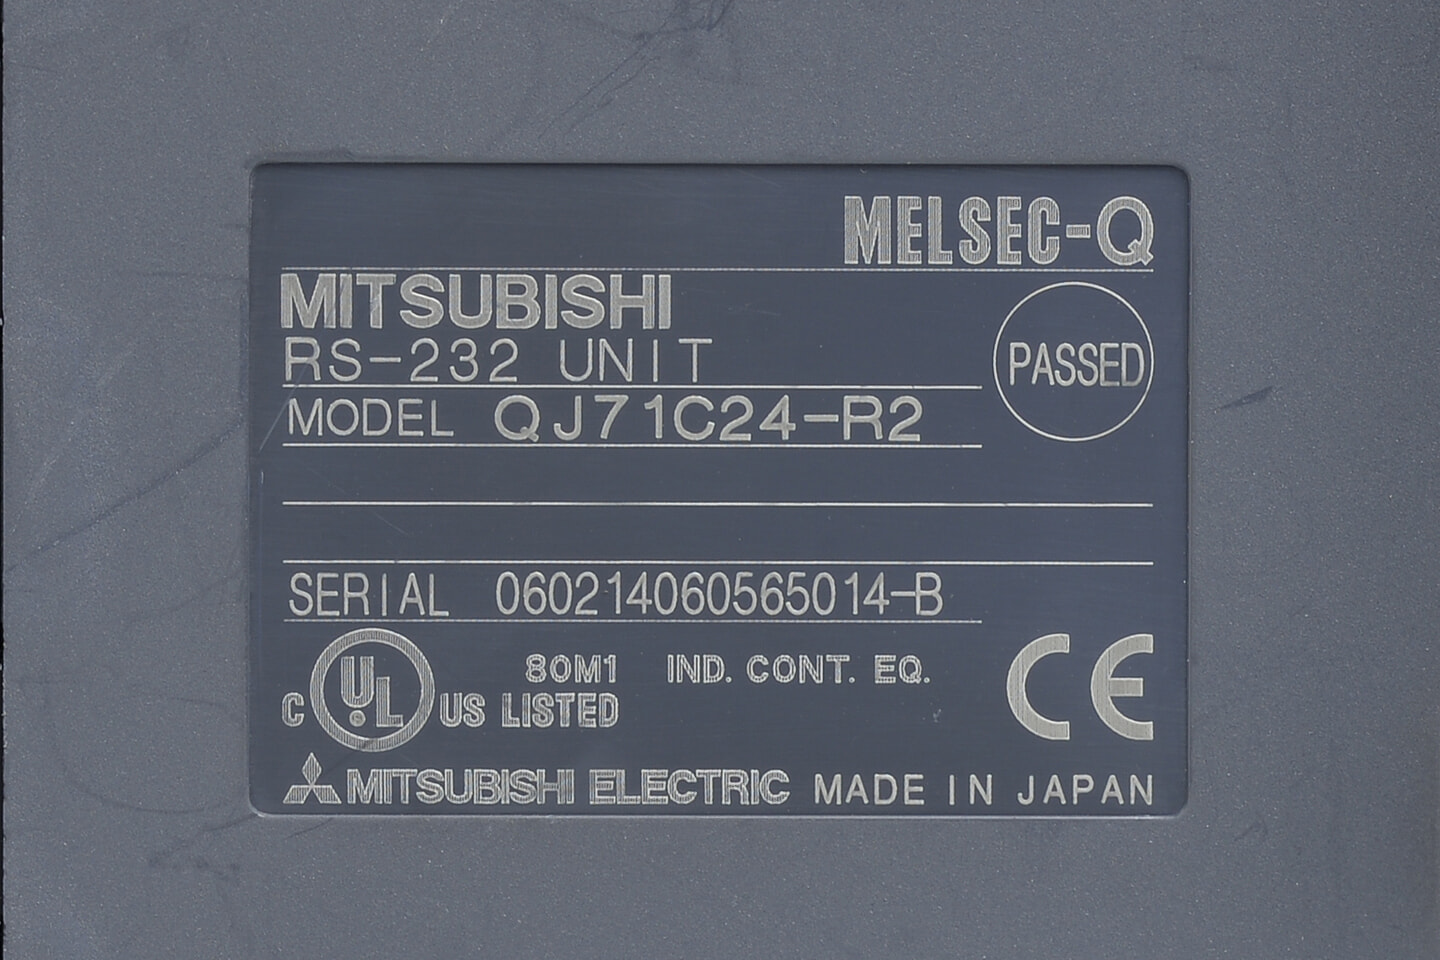 MELSEC-Q
MITSUBISHI
RS-232 UNIT
PASSED
MODEL QJ71C24-R2
SERIAL 060214060565014-B
80M1 IND. CONT. EQ.
C UL US LISTED
CE
MITSUBISHI ELECTRIC MADE IN JAPAN